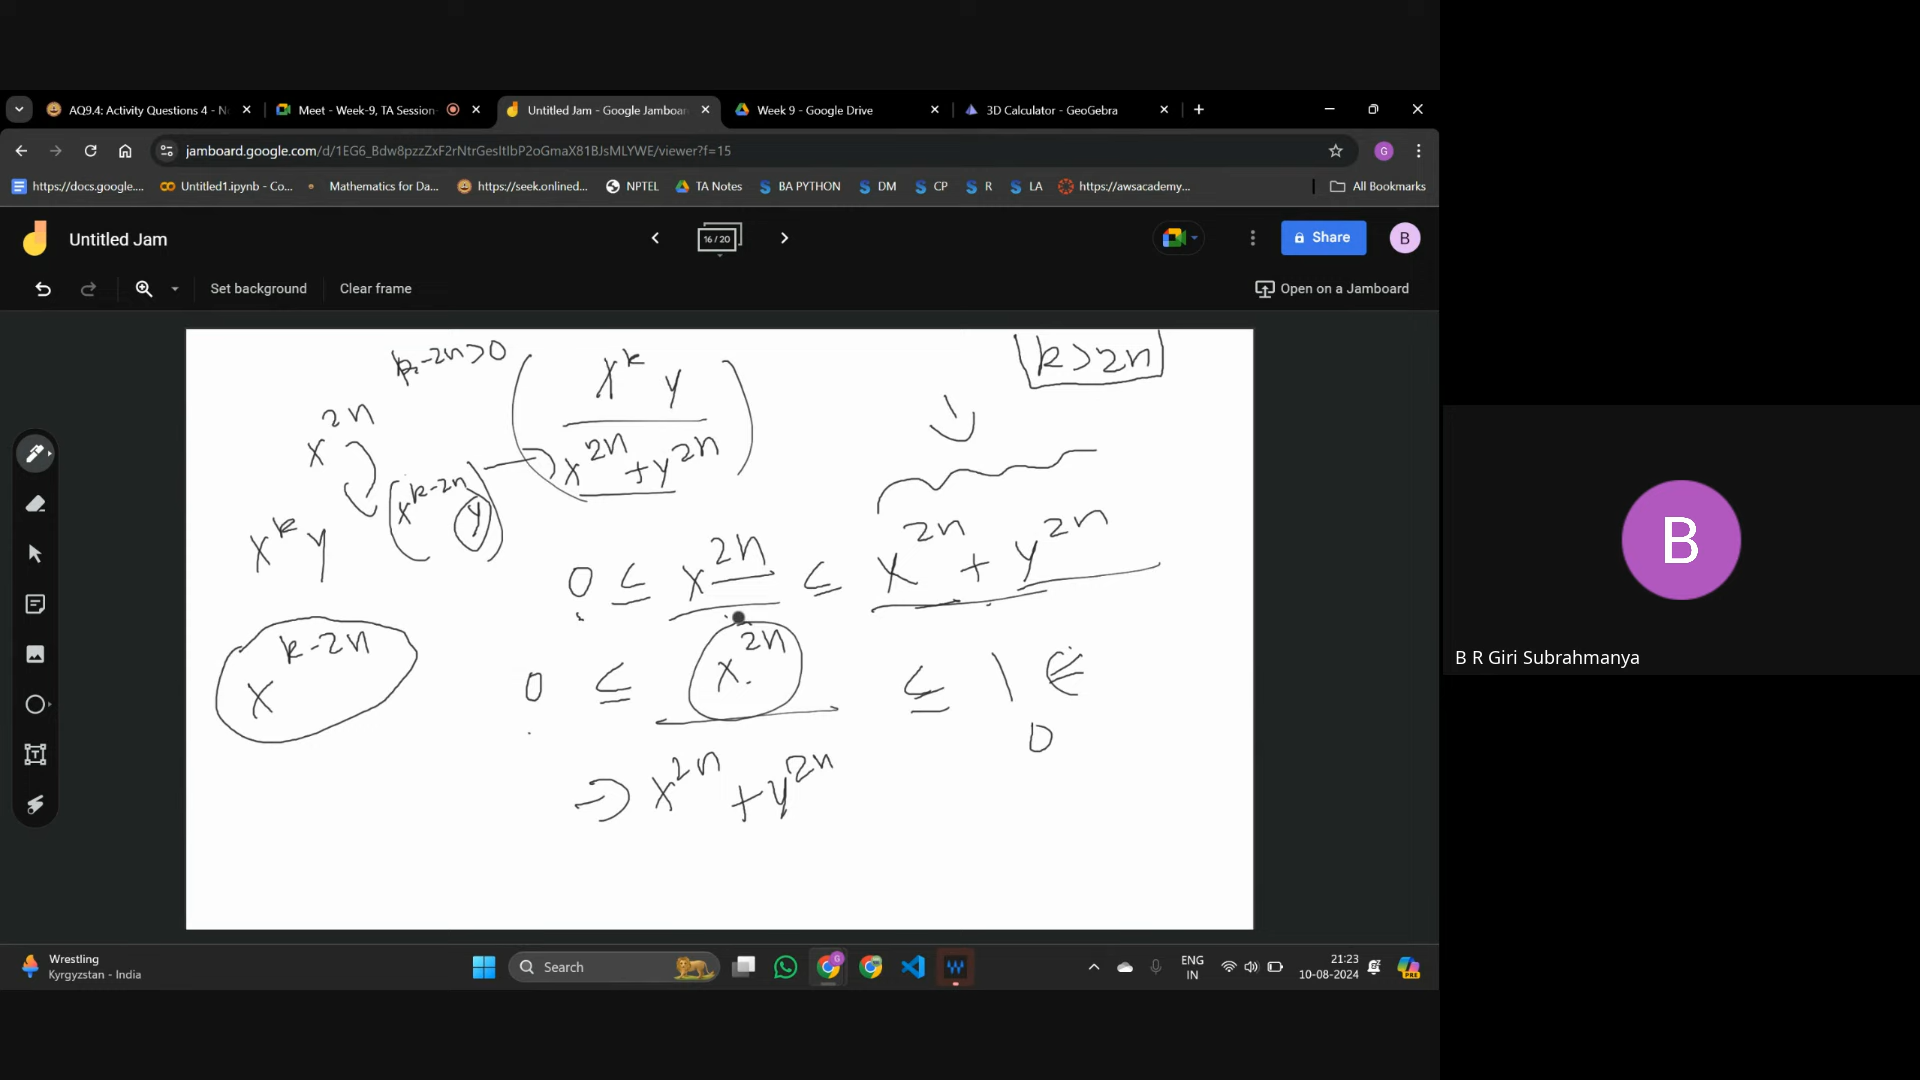 AQ9.4: Activity Questions 4 - N
Meet - Week-9, TA Session
Untitled Jam - Google Jamboar
Week 9 - Google Drive
3D Calculator - GeoGebra
jamboard.google.com/d/1EG6_Bdw8pzzZxF2rNtrGesItIbP2oGmaX81BJsMLYWE/viewer?f=15
G
https://docs.google....
Untitled1.ipynb - Co...
Mathematics for Da...
https://seek.onlined...
NPTEL
TA Notes
BA PYTHON
DM
CP
R
LA
https://awsacademy...
All Bookmarks
Untitled Jam
16 / 20
Share
B
Set background
Clear frame
Open on a Jamboard
k-2n>0
x^k y
x^2n + y^2n
k>2n
x^2n
(x^k-2n y)
x^k y
0 ≤ x^2n ≤ x^2n + y^2n
x^k-2n
0 ≤ x^2n ≤ 1
0
→ x^2n + y^2n
B
B R Giri Subrahmanya
Wrestling
Kyrgyzstan - India
Search
ENG
IN
21:23
10-08-2024